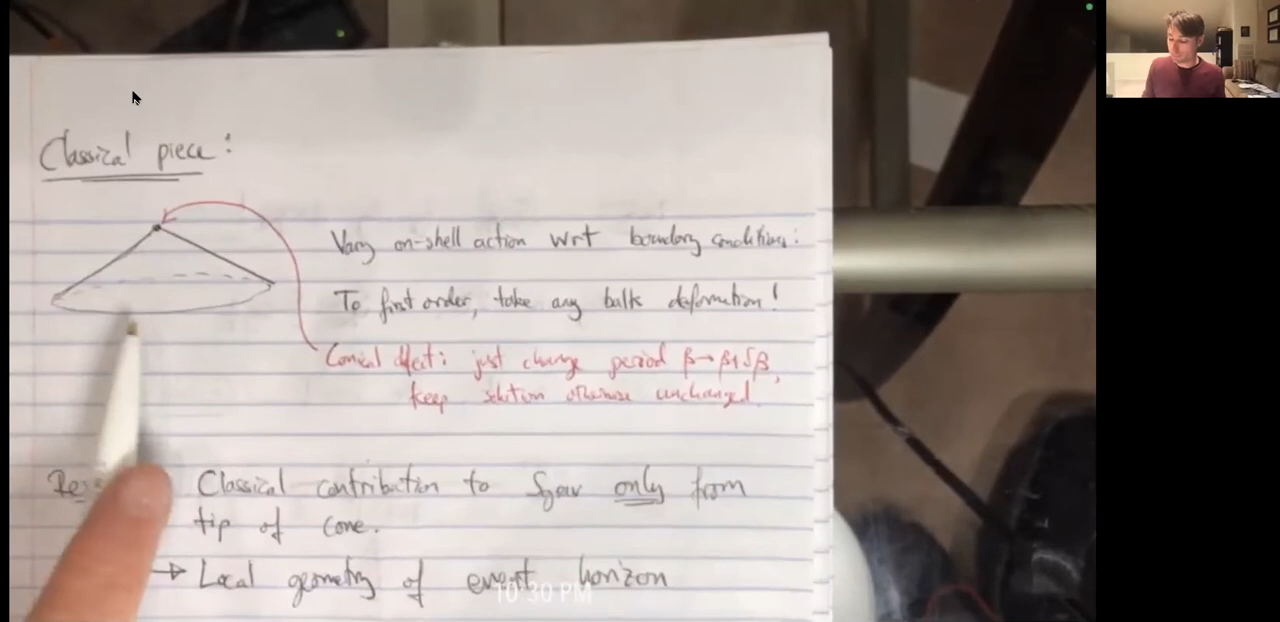 Classical piece:
Vary on-shell action wrt boundary conditions:
To first order, take any bulk deformation!
Conical defect: just change period β→β+δβ,
keep solution otherwise unchanged
Classical contribution to Sgrav only from
tip of cone.
→ Local geometry of event horizon
10:30 PM